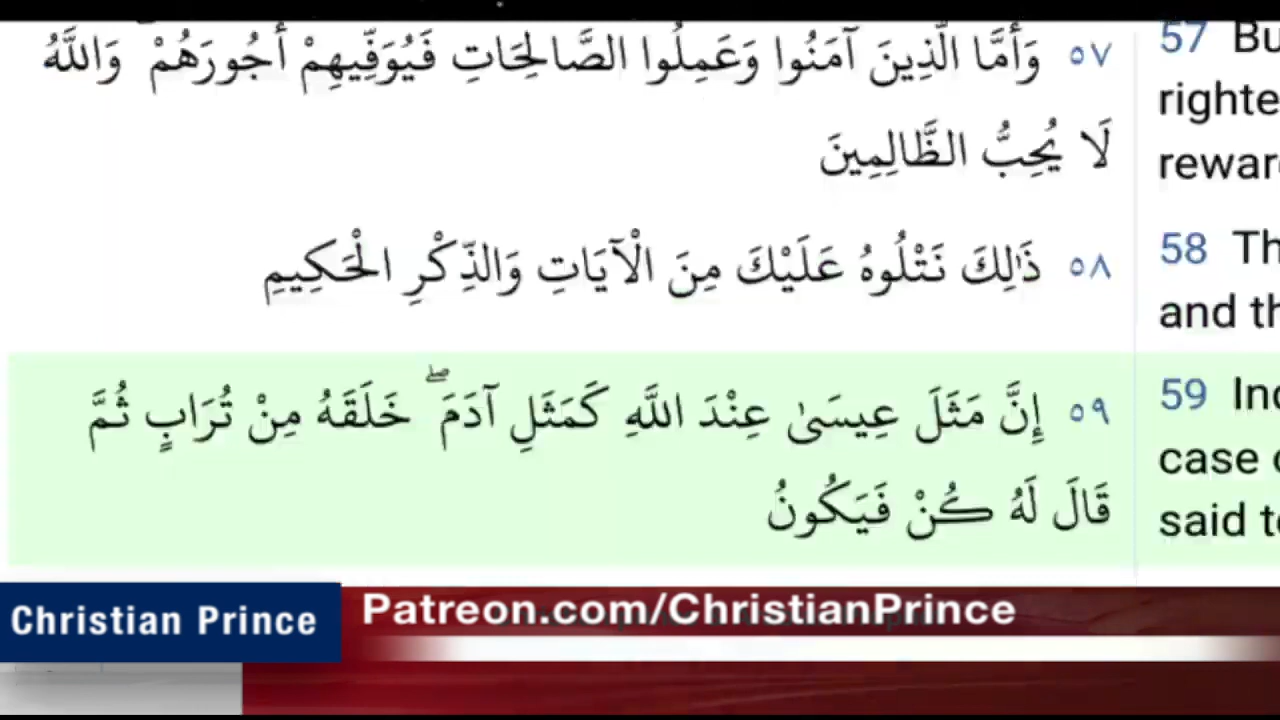 ٥٧ وَأَمَّا الَّذِينَ آمَنُوا وَعَمِلُوا الصَّالِحَاتِ فَيُوَفِّيهِمْ أُجُورَهُمْ ۗ وَاللَّهُ
لَا يُحِبُّ الظَّالِمِينَ
٥٨ ذَٰلِكَ نَتْلُوهُ عَلَيْكَ مِنَ الْآيَاتِ وَالذِّكْرِ الْحَكِيمِ
٥٩ إِنَّ مَثَلَ عِيسَىٰ عِنْدَ اللَّهِ كَمَثَلِ آدَمَ ۖ خَلَقَهُ مِنْ تُرَابٍ ثُمَّ
قَالَ لَهُ كُنْ فَيَكُونُ
57 Bu
righte
rewar
58 Th
and th
59 Ind
case
said t
Christian Prince
Patreon.com/ChristianPrince